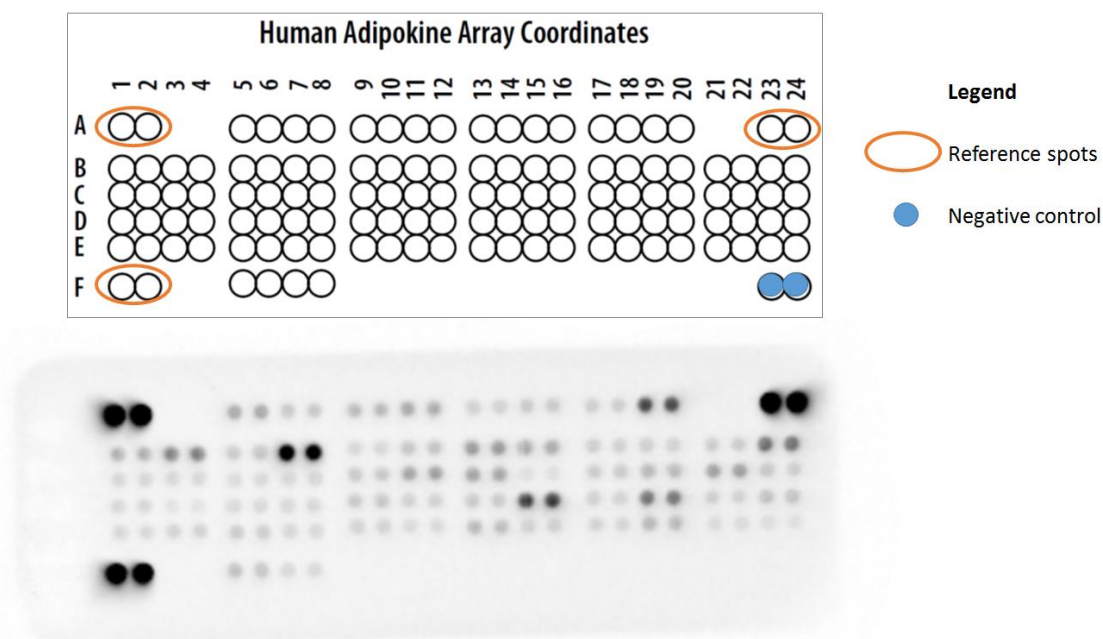 Human Adipokine Array Coordinates
1 2 3 4 5 6 7 8 9 10 11 12 13 14 15 16 17 18 19 20 21 22 23 24
A
B
C
D
E
F
Legend
Reference spots
Negative control